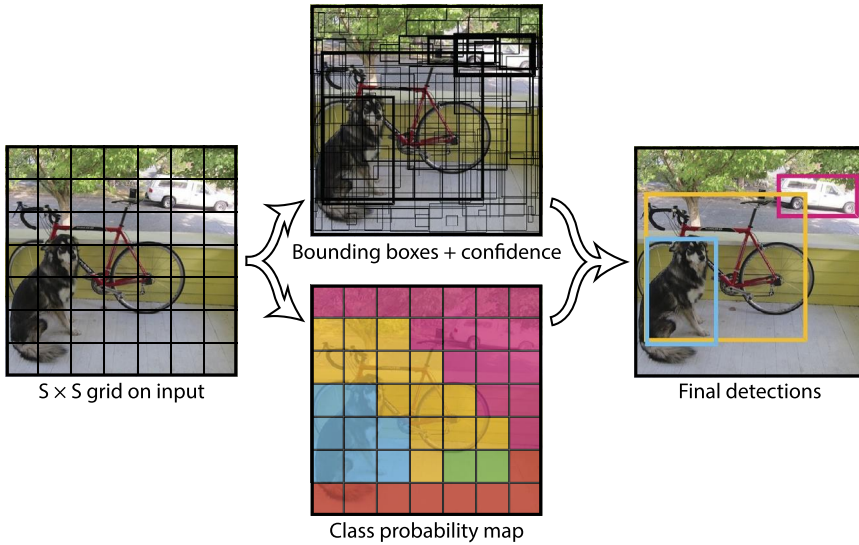 Bounding boxes + confidence
S × S grid on input
Final detections
Class probability map